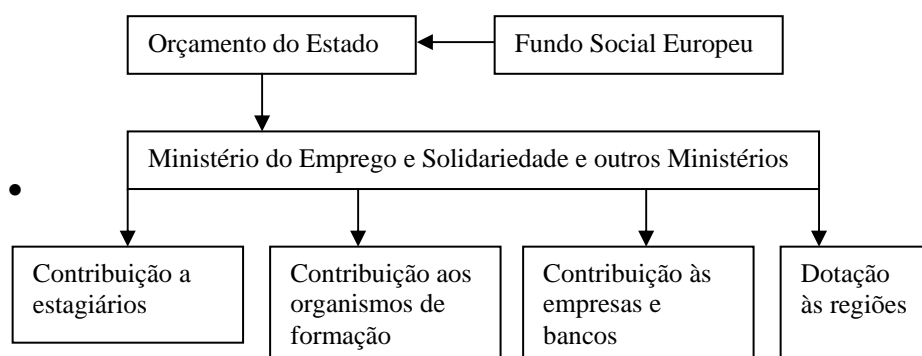 Orçamento do Estado
Fundo Social Europeu
Ministério do Emprego e Solidariedade e outros Ministérios
Contribuição a
estagiários
Contribuição aos
organismos de
formação
Contribuição às
empresas e
bancos
Dotação
às regiões